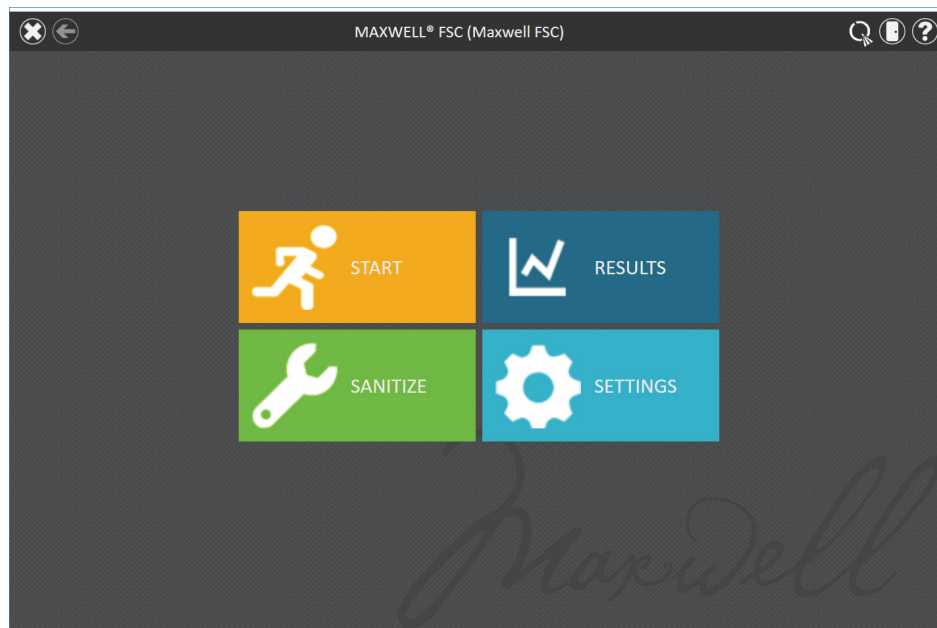 MAXWELL® FSC (Maxwell FSC)
?
START
RESULTS
SANITIZE
SETTINGS
Maxwell